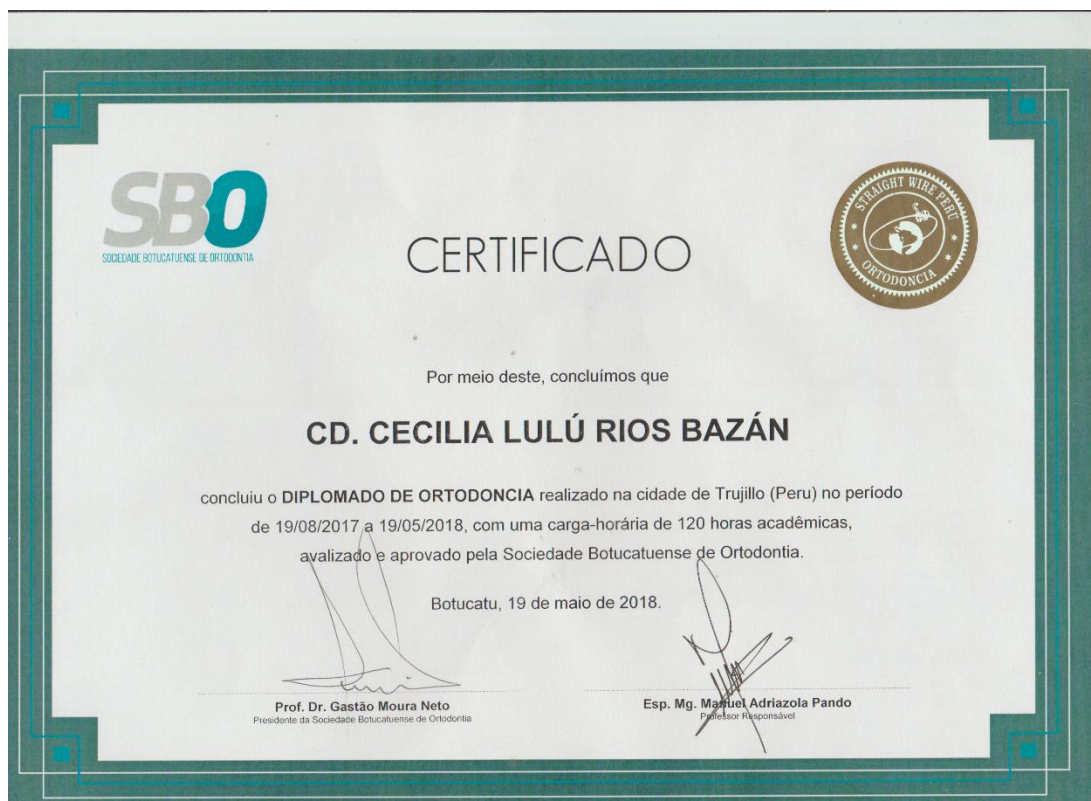 SBO
SOCIEDADE BOTUCATUENSE DE ORTODONTIA
STRAIGHT WIRE PERU
ORTODONCIA
CERTIFICADO
Por meio deste, concluímos que
CD. CECILIA LULÚ RIOS BAZÁN
concluiu o DIPLOMADO DE ORTODONCIA realizado na cidade de Trujillo (Peru) no período
de 19/08/2017 a 19/05/2018, com uma carga-horária de 120 horas acadêmicas,
avalizado e aprovado pela Sociedade Botucatuense de Ortodontia.
Botucatu, 19 de maio de 2018.
Prof. Dr. Gastão Moura Neto
Presidente da Sociedade Botucatuense de Ortodontia
Esp. Mg. Manuel Adriazola Pando
Professor Responsável